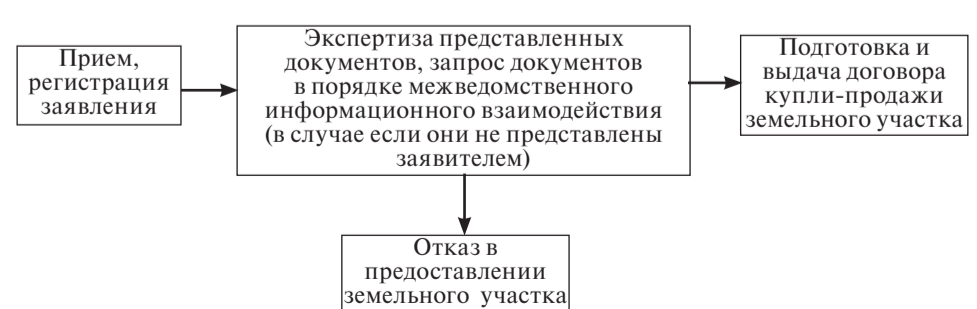 Прием,
регистрация
заявления
Экспертиза представленных
документов, запрос документов
в порядке межведомственного
информационного взаимодействия
(в случае если они не представлены
заявителем)
Подготовка и
выдача договора
купли-продажи
земельного участка
Отказ в
предоставлении
земельного участка